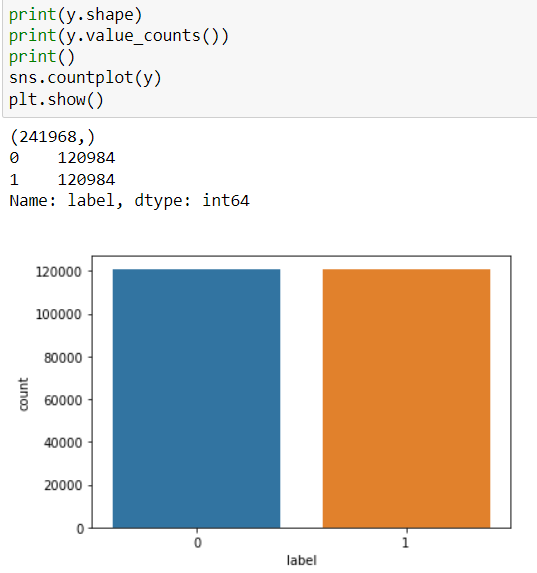 print(y.shape)
print(y.value_counts())
print()
sns.countplot(y)
plt.show()
(241968,)
0    120984
1    120984
Name: label, dtype: int64
120000
100000
80000
60000
40000
20000
0
count
0 1
label